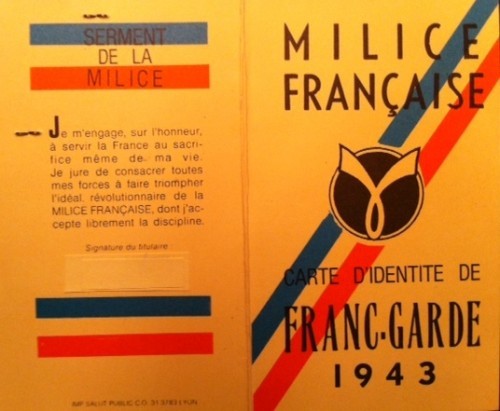 SERMENT
DE LA
MILICE
Je m'engage, sur l'honneur,
à servir la France au sacri-
fice même de ma vie.
Je jure de consacrer toutes
mes forces à faire triompher
l'idéal révolutionnaire de la
MILICE FRANÇAISE, dont j'ac-
cepte librement la discipline.
Signature du titulaire
IMP. SALUT PUBLIC C.O. 31 3783 LYON
MILICE
FRANÇAISE
CARTE D'IDENTITE DE
FRANC-GARDE
1943